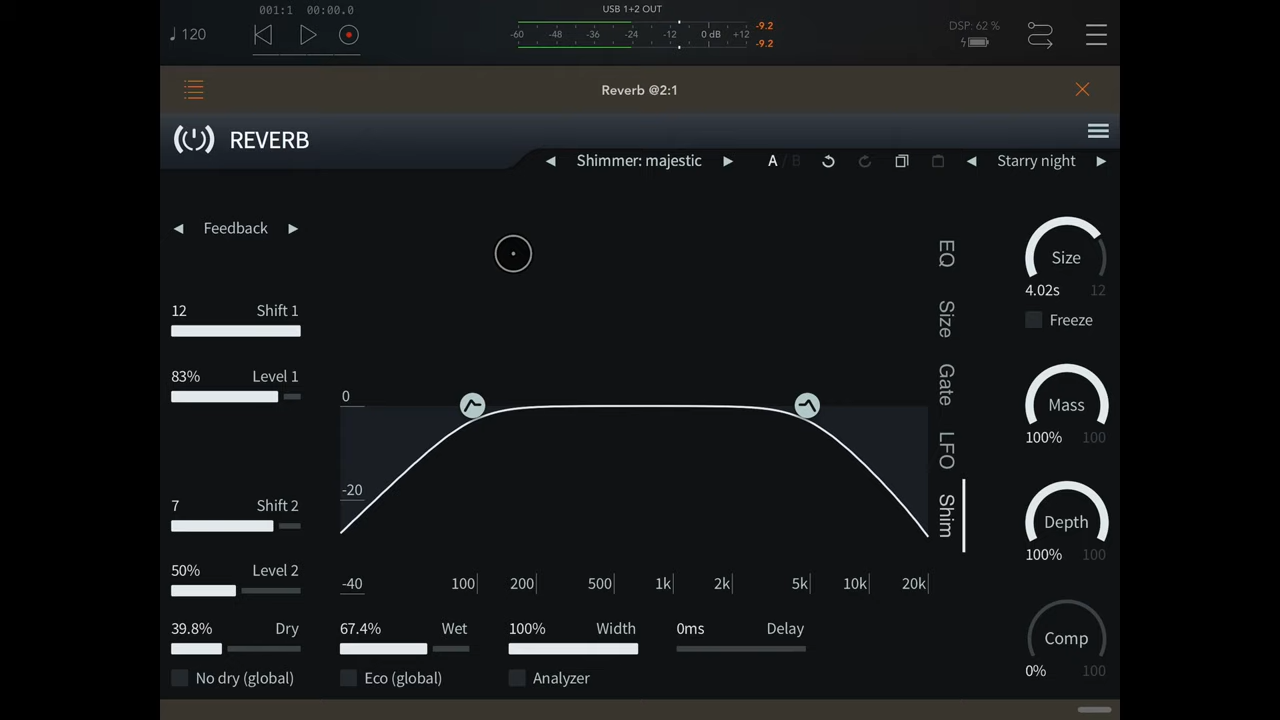 001:1 00:00.0
USB 1+2 OUT
♩120
-60 -48 -36 -24 -12 0 dB +12
-9.2
-9.2
DSP: 62 %
Reverb @2:1
REVERB
Shimmer: majestic
A / B
Starry night
Feedback
EQ
Size
Gate
LFO
Shim
Size
4.02s 12
Freeze
12 Shift 1
83% Level 1
0
-20
-40
Mass
100% 100
7 Shift 2
50% Level 2
Depth
100% 100
100 200 500 1k 2k 5k 10k 20k
39.8% Dry
67.4% Wet
100% Width
0ms Delay
Comp
0% 100
No dry (global)
Eco (global)
Analyzer